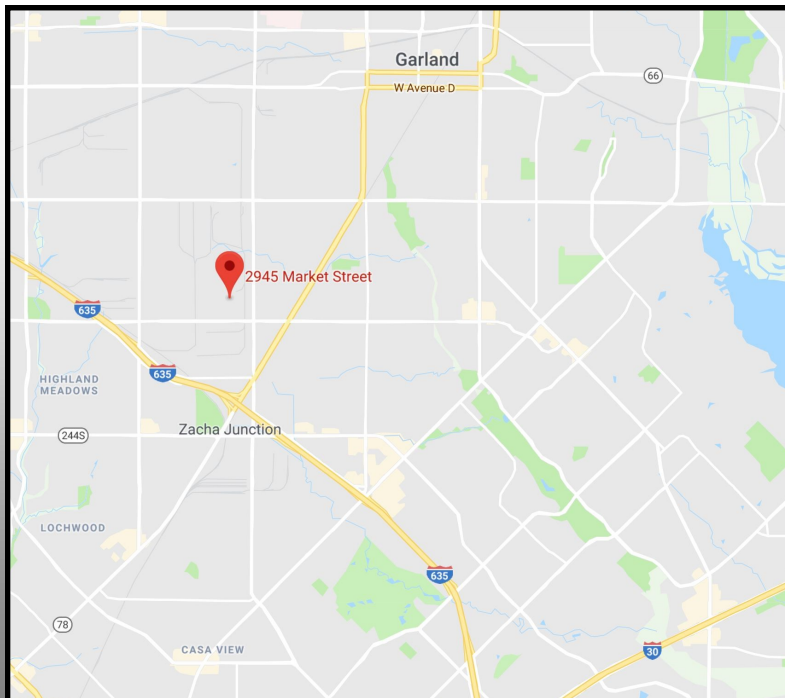 Garland
66
W Avenue D
2945 Market Street
635
635
HIGHLAND
MEADOWS
Zacha Junction
244S
LOCHWOOD
635
78
CASA VIEW
30